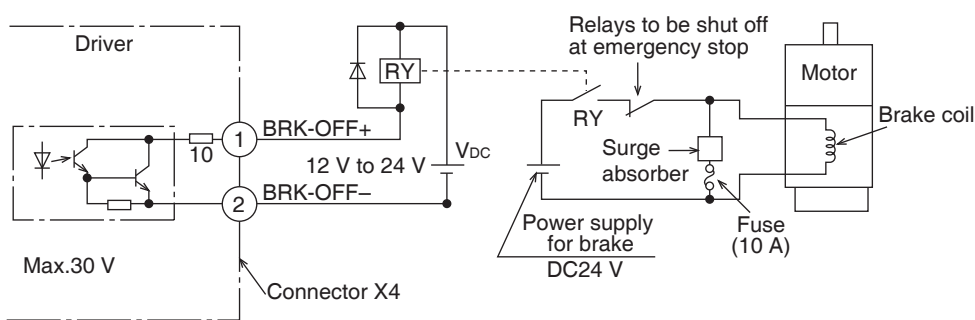 Relays to be shut off
at emergency stop
Driver
RY
Motor
BRK-OFF+
1
10
RY
Brake coil
VDC
12 V to 24 V
Surge
absorber
BRK-OFF−
2
Power supply
for brake
DC24 V
Fuse
(10 A)
Max.30 V
Connector X4